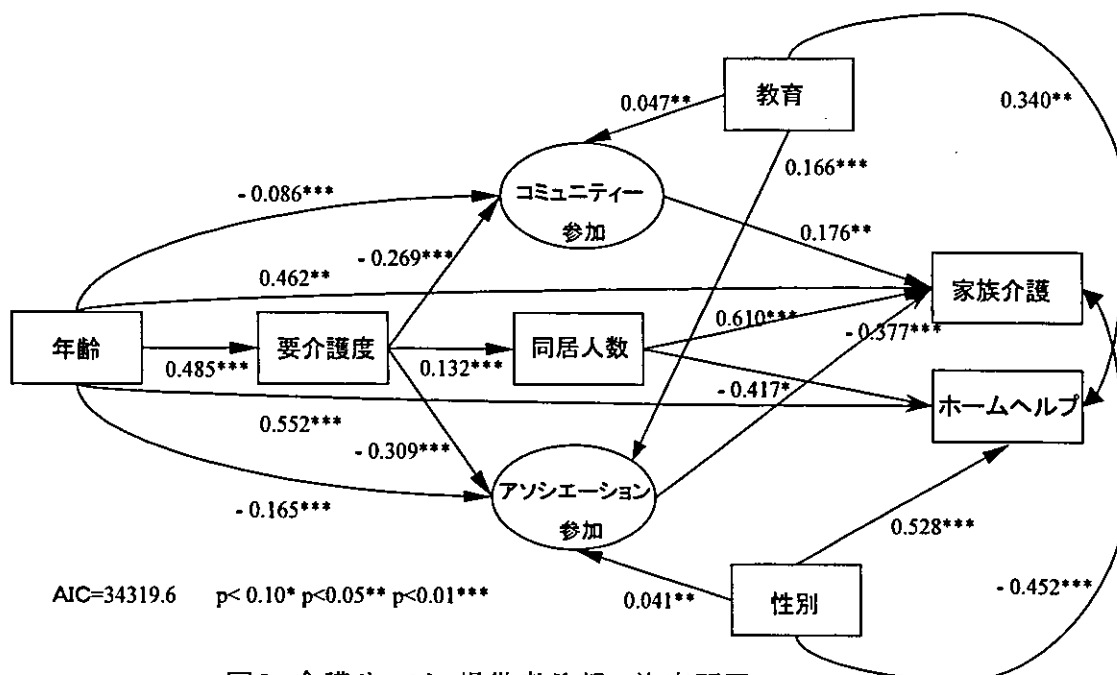 教育
0.047**
0.340**
0.166***
- 0.086***
コミュニティー
参加
0.176**
- 0.269***
0.462**
家族介護
年齢
要介護度
同居人数
0.610***
- 0.377***
0.485***
0.132***
- 0.417*
ホームヘルプ
0.552***
- 0.309***
アソシエーション
参加
- 0.165***
0.528***
AIC=34319.6 p< 0.10* p<0.05** p<0.01***
0.041**
性別
- 0.452***